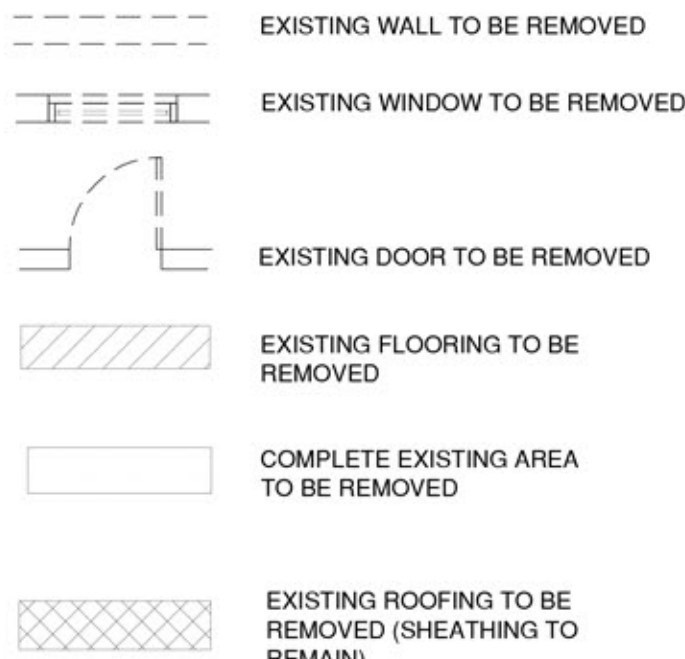 EXISTING WALL TO BE REMOVED
EXISTING WINDOW TO BE REMOVED
EXISTING DOOR TO BE REMOVED
EXISTING FLOORING TO BE
REMOVED
COMPLETE EXISTING AREA
TO BE REMOVED
EXISTING ROOFING TO BE
REMOVED (SHEATHING TO
REMAIN)